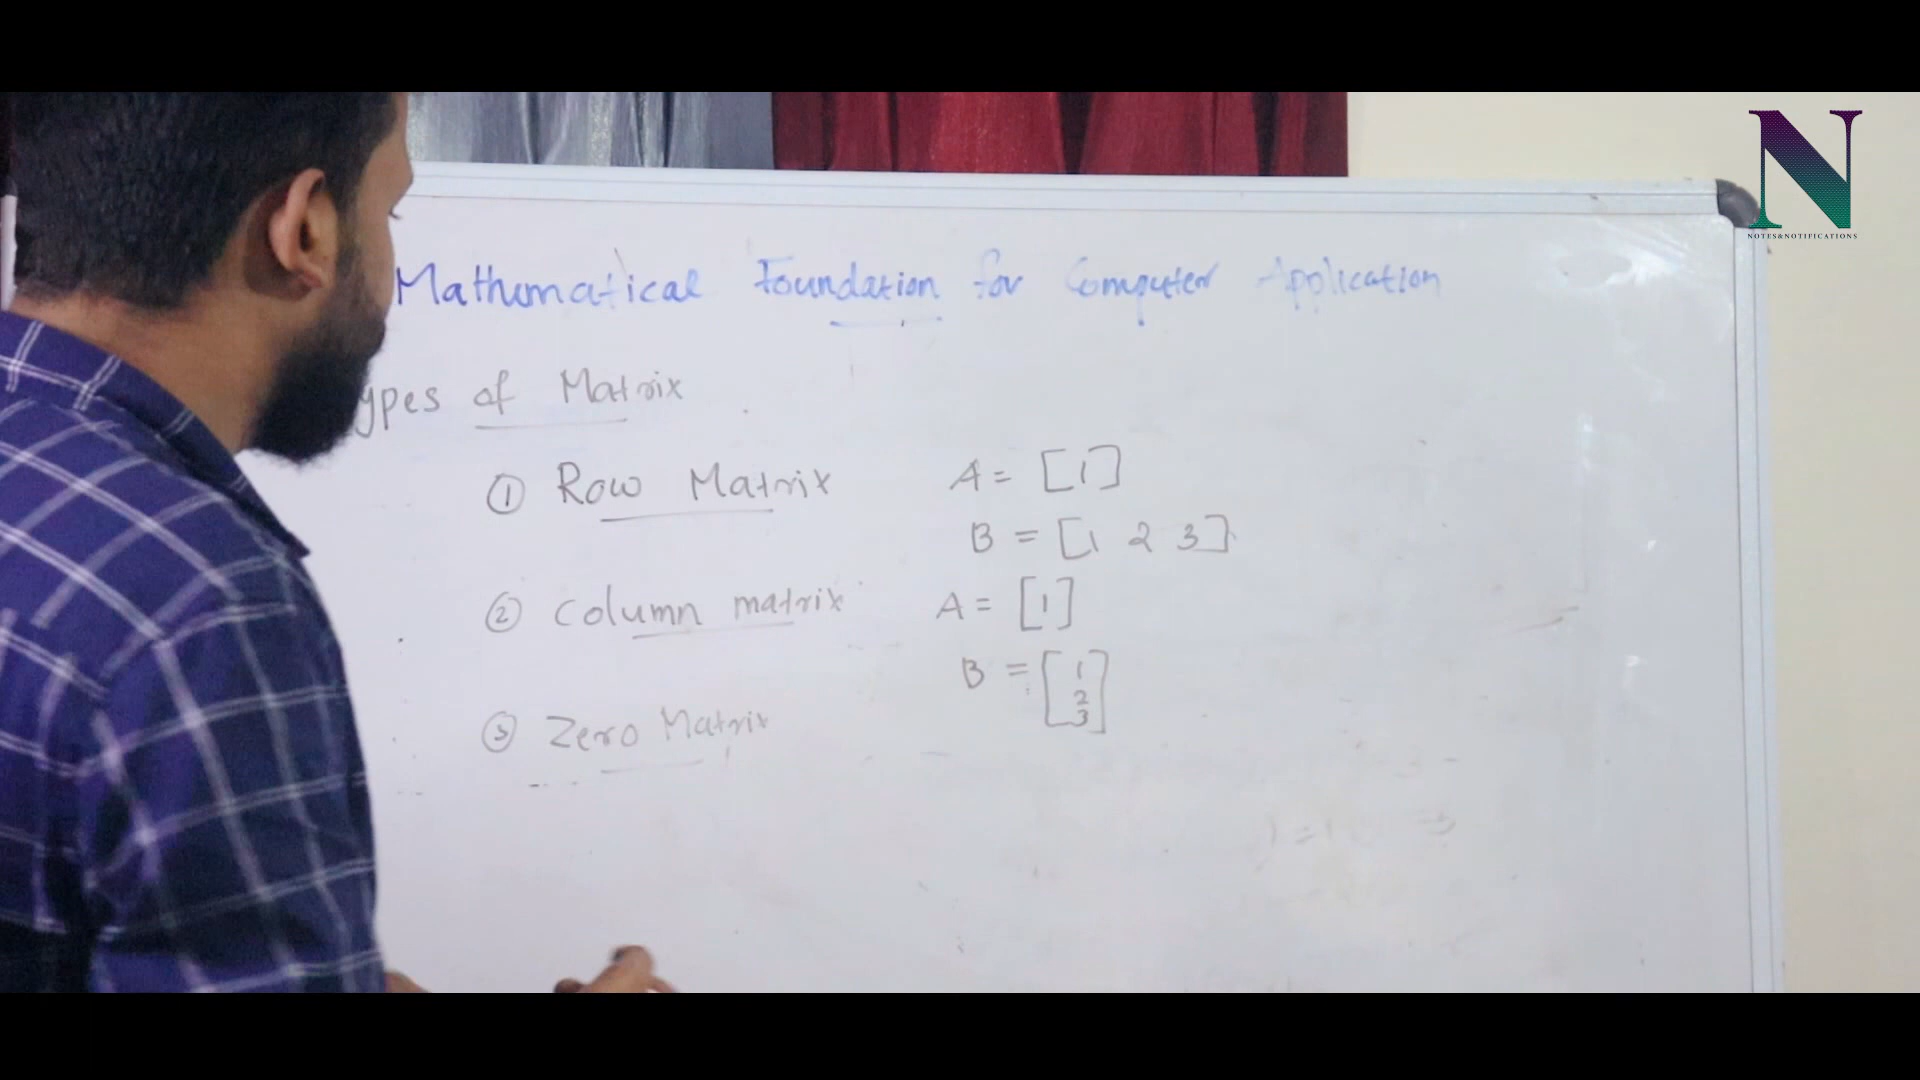 Mathematical Foundation for Computer Application
ypes of Matrix
① Row Matrix A = [1]
B = [1 2 3]
② Column matrix A = [1]
B = [1
2
3]
③ Zero Matrix
N
NOTES&NOTIFICATIONS